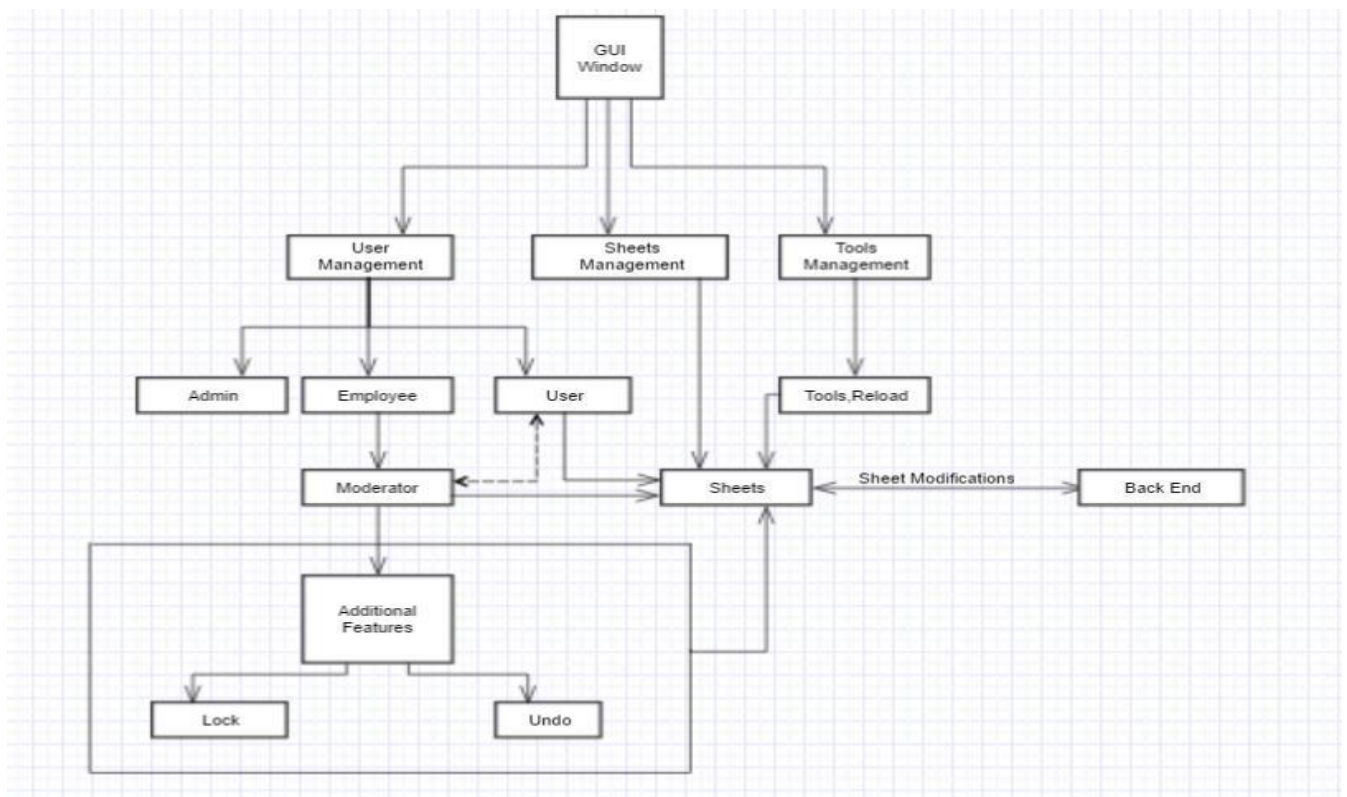 GUI
Window
User
Management
Sheets
Management
Tools
Management
Admin
Employee
User
Tools,Reload
Moderator
Sheets
Sheet Modifications
Back End
Additional
Features
Lock
Undo